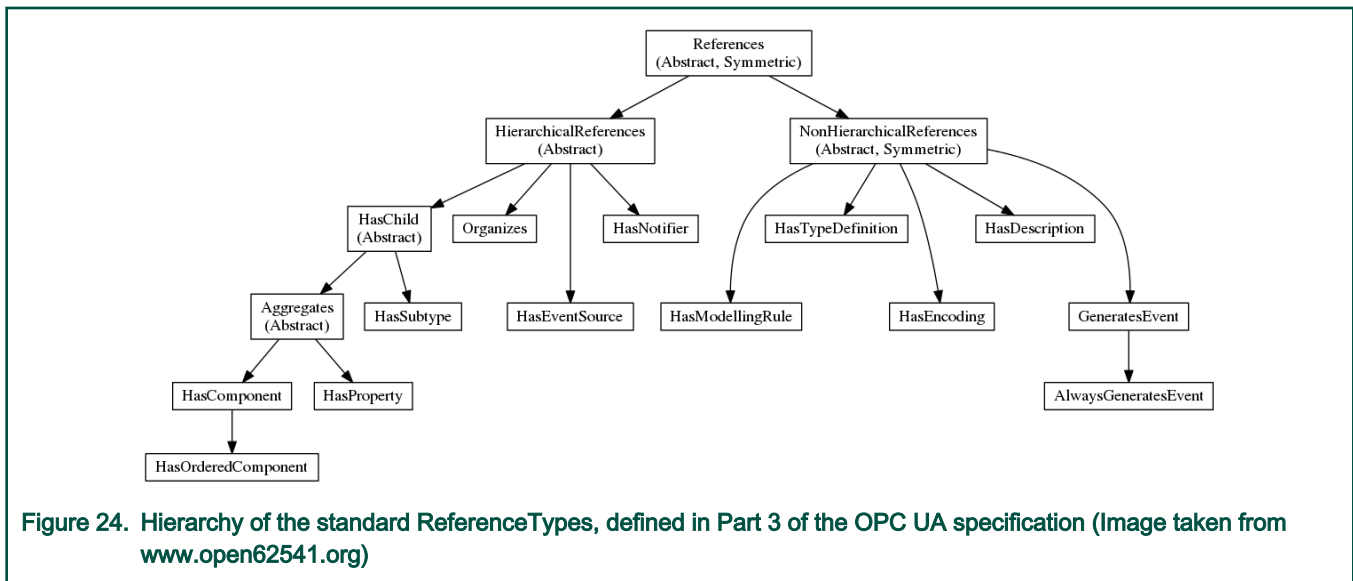 References
(Abstract, Symmetric)
HierarchicalReferences
(Abstract)
NonHierarchicalReferences
(Abstract, Symmetric)
HasChild
(Abstract)
Organizes
HasNotifier
HasTypeDefinition
HasDescription
Aggregates
(Abstract)
HasSubtype
HasEventSource
HasModellingRule
HasEncoding
GeneratesEvent
HasComponent
HasProperty
AlwaysGeneratesEvent
HasOrderedComponent
Figure 24. Hierarchy of the standard ReferenceTypes, defined in Part 3 of the OPC UA specification (Image taken from
www.open62541.org)